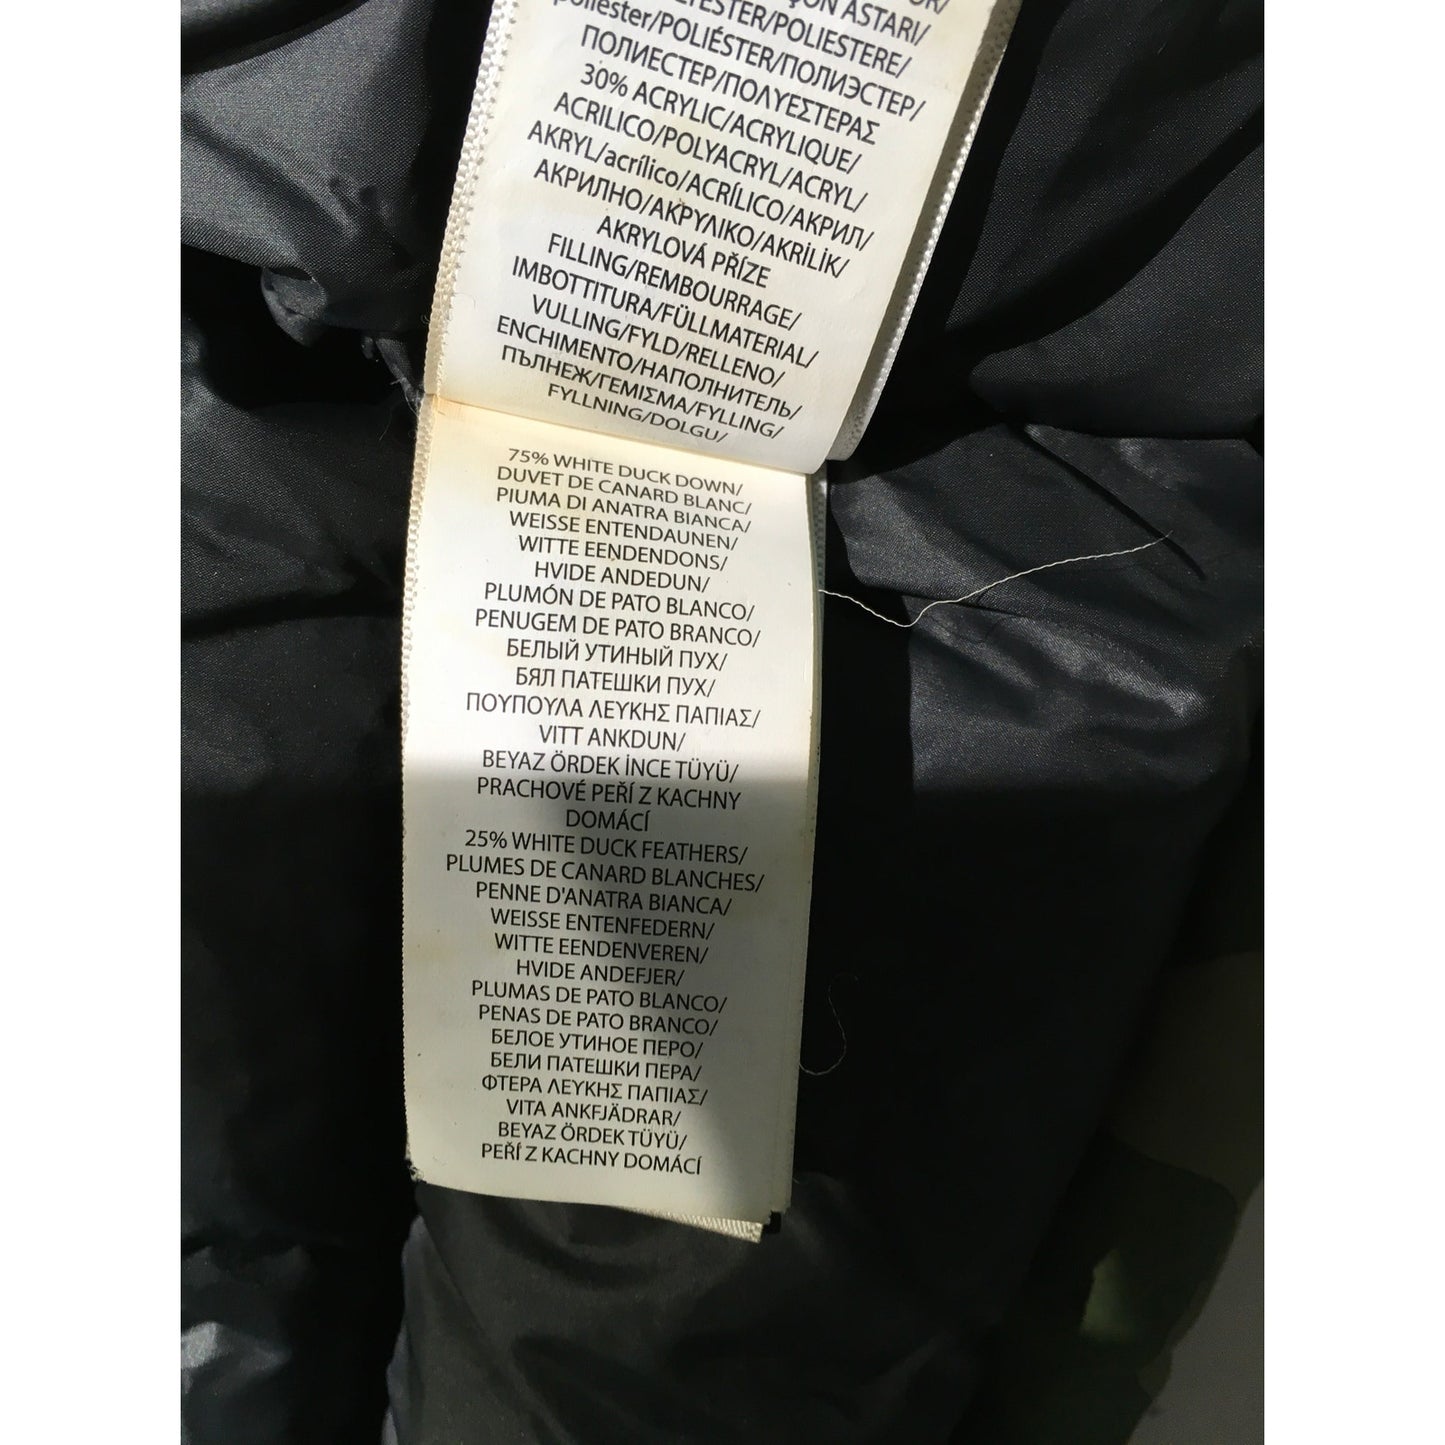 ASTARI/
POLIESTERE/
poliéster/POLIÉSTER/ПОЛИЭСТЕР/
ПОЛИЕСТЕР/ΠΟΛΥΕΣΤΕΡΑΣ
30% ACRYLIC/ACRYLIQUE/
ACRILICO/POLYACRYL/ACRYL/
AKRYL/acrílico/ACRÍLICO/АКРИЛ/
АКРИЛНО/ΑΚΡΥΛΙΚΟ/AKRİLİK/
AKRYLOVÁ PŘÍZE
FILLING/REMBOURRAGE/
IMBOTTITURA/FÜLLMATERIAL/
VULLING/FYLD/RELLENO/
ENCHIMENTO/НАПОЛНИТЕЛЬ/
ПЪЛНЕЖ/ΓΕΜΙΣΜΑ/FYLLING/
FYLLNING/DOLGU/
75% WHITE DUCK DOWN/
DUVET DE CANARD BLANC/
PIUMA DI ANATRA BIANCA/
WEISSE ENTENDAUNEN/
WITTE EENDENDONS/
HVIDE ANDEDUN/
PLUMÓN DE PATO BLANCO/
PENUGEM DE PATO BRANCO/
БЕЛЫЙ УТИНЫЙ ПУХ/
БЯЛ ПАТЕШКИ ПУХ/
ΠΟΥΠΟΥΛΑ ΛΕΥΚΗΣ ΠΑΠΙΑΣ/
VITT ANKDUN/
BEYAZ ÖRDEK İNCE TÜYÜ/
PRACHOVÉ PEŘÍ Z KACHNY
DOMÁCÍ
25% WHITE DUCK FEATHERS/
PLUMES DE CANARD BLANCHES/
PENNE D'ANATRA BIANCA/
WEISSE ENTENFEDERN/
WITTE EENDENVEREN/
HVIDE ANDEFJER/
PLUMAS DE PATO BLANCO/
PENAS DE PATO BRANCO/
БЕЛОЕ УТИНОЕ ПЕРО/
БЕЛИ ПАТЕШКИ ПЕРА/
ΦΤΕΡΑ ΛΕΥΚΗΣ ΠΑΠΙΑΣ/
VITA ANKFJÄDRAR/
BEYAZ ÖRDEK TÜYÜ/
PEŘÍ Z KACHNY DOMÁCÍ